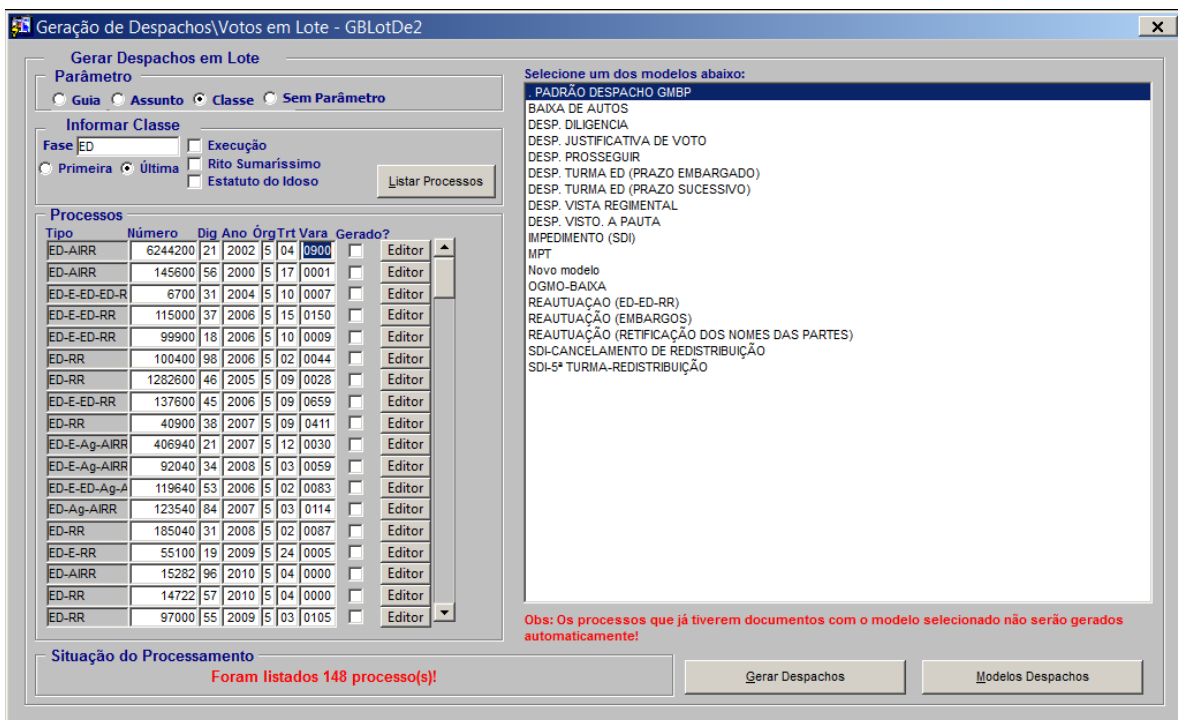 Geração de Despachos\Votos em Lote - GBLotDe2
Gerar Despachos em Lote
Parâmetro
Guia Assunto Classe Sem Parâmetro
Informar Classe
Fase ED
Execução
Primeira Última
Rito Sumaríssimo
Estatuto do Idoso
Listar Processos
Processos
Tipo Número Dig Ano Órg Trt Vara Gerado?
ED-AIRR 6244200 21 2002 5 04 0900 Editor
ED-AIRR 145600 56 2000 5 17 0001 Editor
ED-E-ED-ED-R 6700 31 2004 5 10 0007 Editor
ED-E-ED-RR 115000 37 2006 5 15 0150 Editor
ED-E-ED-RR 99900 18 2006 5 10 0009 Editor
ED-RR 100400 98 2006 5 02 0044 Editor
ED-RR 1282600 46 2005 5 09 0028 Editor
ED-E-ED-RR 137600 45 2006 5 09 0659 Editor
ED-RR 40900 38 2007 5 09 0411 Editor
ED-E-Ag-AIRR 406940 21 2007 5 12 0030 Editor
ED-E-Ag-AIRR 92040 34 2008 5 03 0059 Editor
ED-E-ED-Ag-A 119640 53 2006 5 02 0083 Editor
ED-Ag-AIRR 123540 84 2007 5 03 0114 Editor
ED-RR 185040 31 2008 5 02 0087 Editor
ED-E-RR 55100 19 2009 5 24 0005 Editor
ED-AIRR 15282 96 2010 5 04 0000 Editor
ED-RR 14722 57 2010 5 04 0000 Editor
ED-RR 97000 55 2009 5 03 0105 Editor
Situação do Processamento
Foram listados 148 processo(s)!
Selecione um dos modelos abaixo:
. PADRÃO DESPACHO GMBP
BAIXA DE AUTOS
DESP. DILIGENCIA
DESP. JUSTIFICATIVA DE VOTO
DESP. PROSSEGUIR
DESP. TURMA ED (PRAZO EMBARGADO)
DESP. TURMA ED (PRAZO SUCESSIVO)
DESP. VISTA REGIMENTAL
DESP. VISTO. A PAUTA
IMPEDIMENTO (SDI)
MPT
Novo modelo
OGMO-BAIXA
REAUTUAÇAO (ED-ED-RR)
REAUTUAÇÃO (EMBARGOS)
REAUTUAÇÃO (RETIFICAÇÃO DOS NOMES DAS PARTES)
SDI-CANCELAMENTO DE REDISTRIBUIÇÃO
SDI-5ª TURMA-REDISTRIBUIÇÃO
Obs: Os processos que já tiverem documentos com o modelo selecionado não serão gerados
automaticamente!
Gerar Despachos
Modelos Despachos